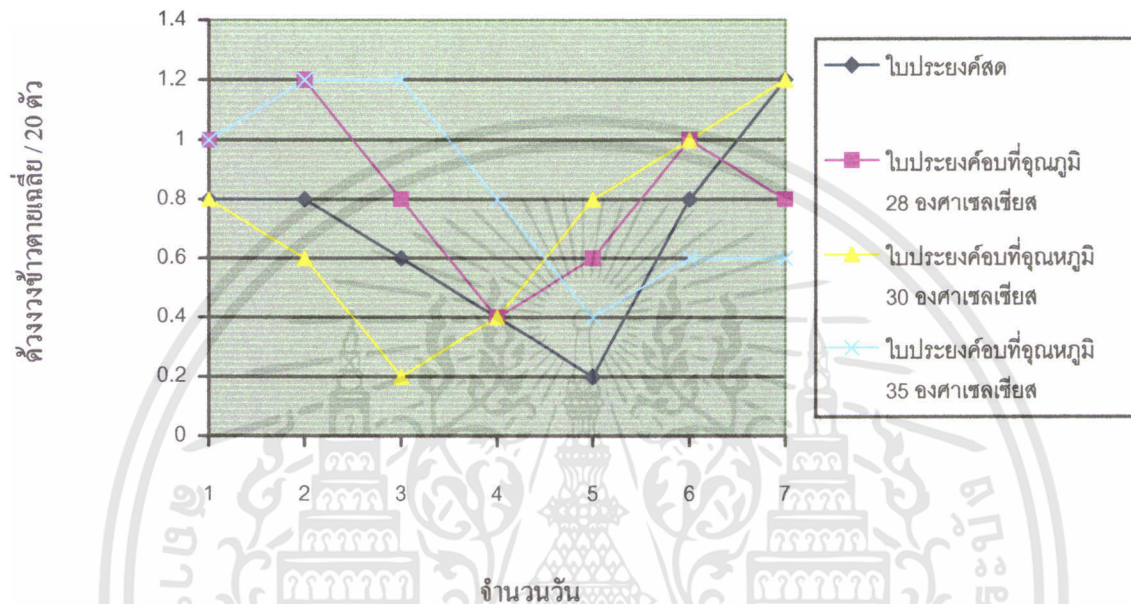 ด้วงงวงข้าวตายเฉลี่ย / 20 ตัว
1.4
1.2
1
0.8
0.6
0.4
0.2
0
1 2 3 4 5 6 7
จำนวนวัน
ใบประยงค์สด
ใบประยงค์อบที่อุณภูมิ
28 องศาเซลเซียส
ใบประยงค์อบที่อุณหภูมิ
30 องศาเซลเซียส
ใบประยงค์อบที่อุณหภูมิ
35 องศาเซลเซียส